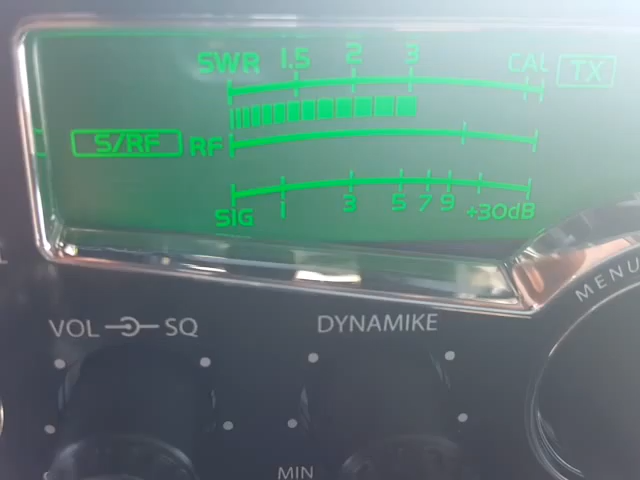 SWR 1.5 2 3 CAL TX
S/RF RF
SIG 1 3 5 7 9 +30dB
MENU
VOL SQ DYNAMIKE
MIN